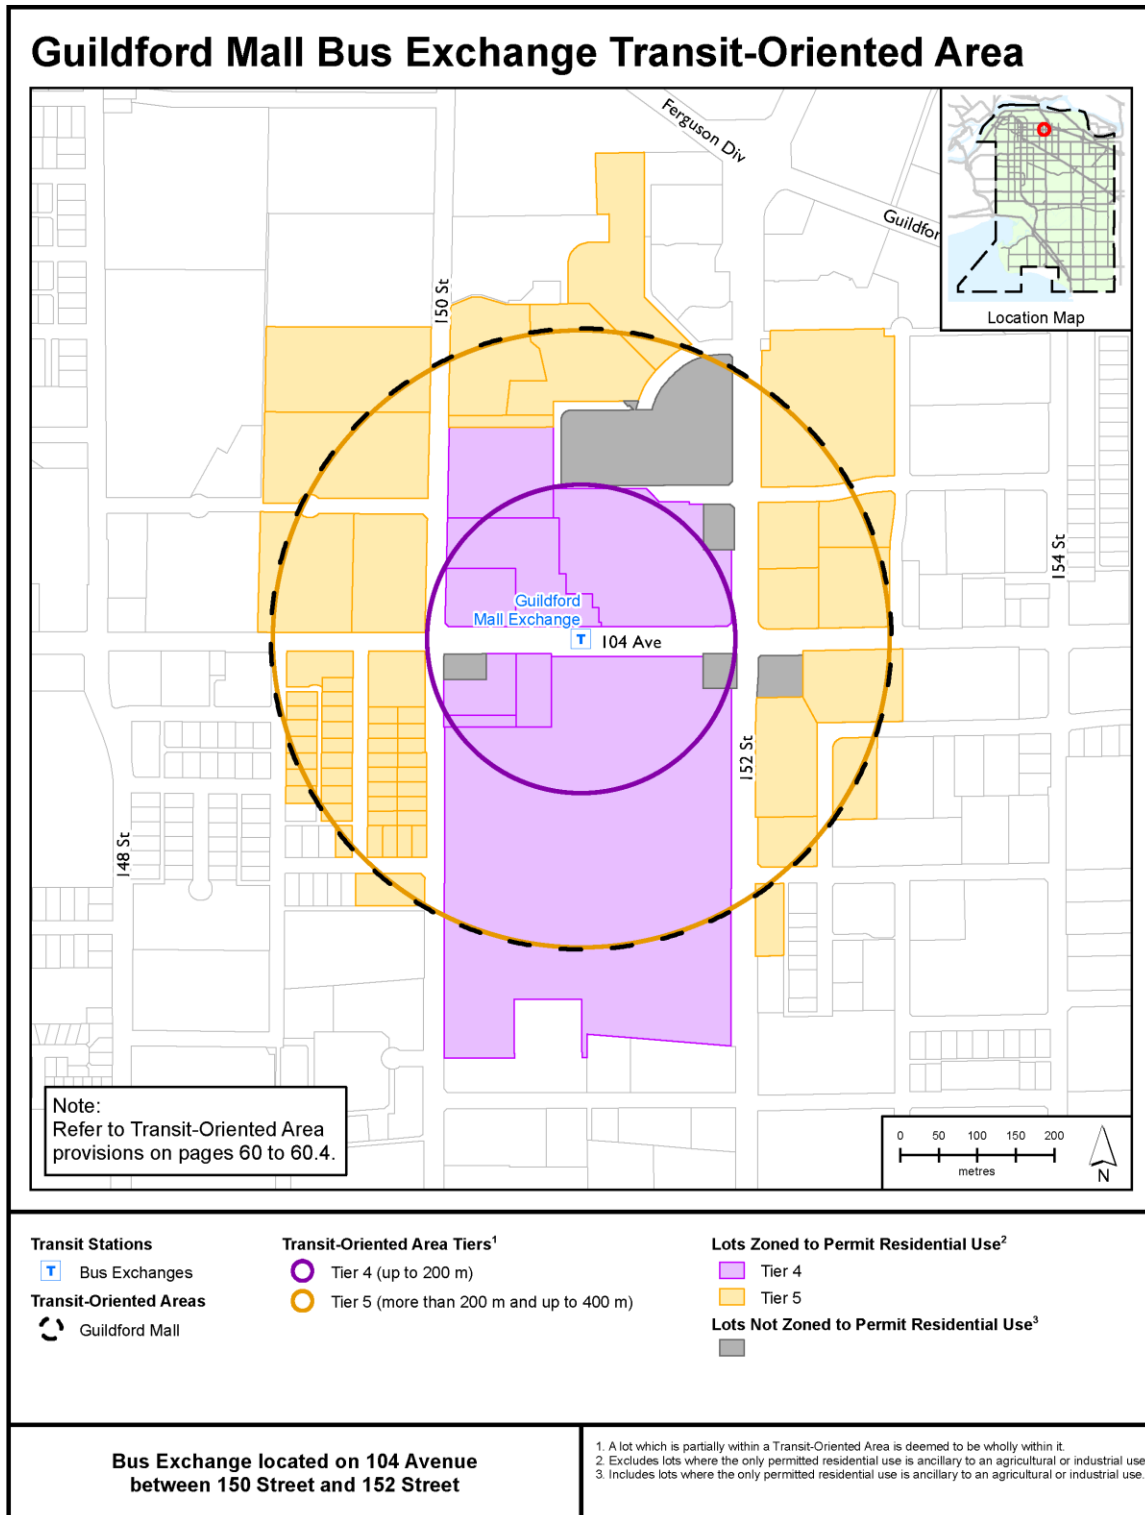 Guildford Mall Bus Exchange Transit-Oriented Area
Ferguson Div
Guildfor
Location Map
150 St
154 St
Guildford
Mall Exchange
T
104 Ave
152 St
148 St
Note:
Refer to Transit-Oriented Area
provisions on pages 60 to 60.4.
0 50 100 150 200
metres
N
Transit Stations
T Bus Exchanges
Transit-Oriented Areas
Guildford Mall
Transit-Oriented Area Tiers1
Tier 4 (up to 200 m)
Tier 5 (more than 200 m and up to 400 m)
Lots Zoned to Permit Residential Use2
Tier 4
Tier 5
Lots Not Zoned to Permit Residential Use3
Bus Exchange located on 104 Avenue
between 150 Street and 152 Street
1. A lot which is partially within a Transit-Oriented Area is deemed to be wholly within it.
2. Excludes lots where the only permitted residential use is ancillary to an agricultural or industrial use
3. Includes lots where the only permitted residential use is ancillary to an agricultural or industrial use.